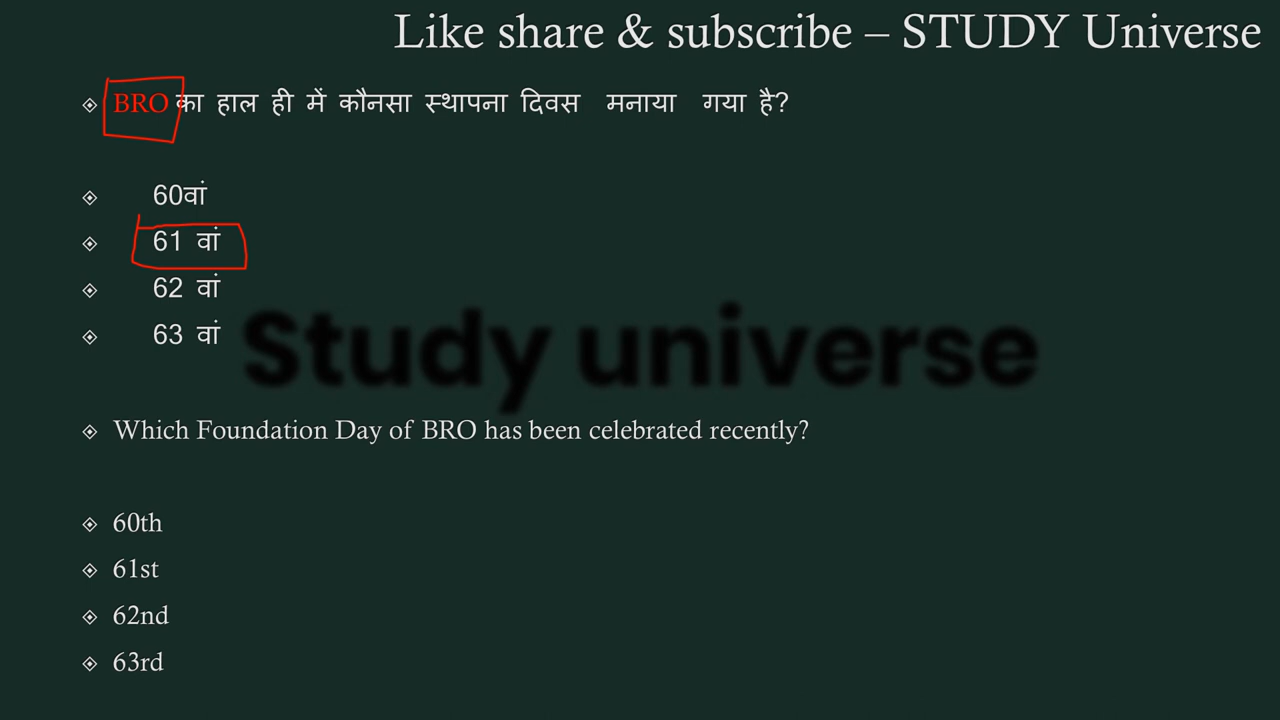 Like share & subscribe – STUDY Universe
BRO का हाल ही में कौनसा स्थापना दिवस मनाया गया है?
60वां
61 वां
62 वां
63 वां
Study universe
Which Foundation Day of BRO has been celebrated recently?
60th
61st
62nd
63rd